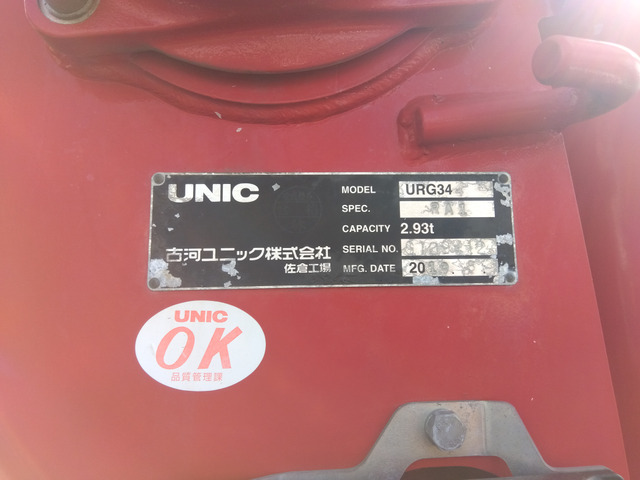 UNIC
古河ユニック株式会社
佐倉工場
MODEL URG34
SPEC.
CAPACITY 2.93t
SERIAL NO.
MFG. DATE
UNIC
OK
品質管理課